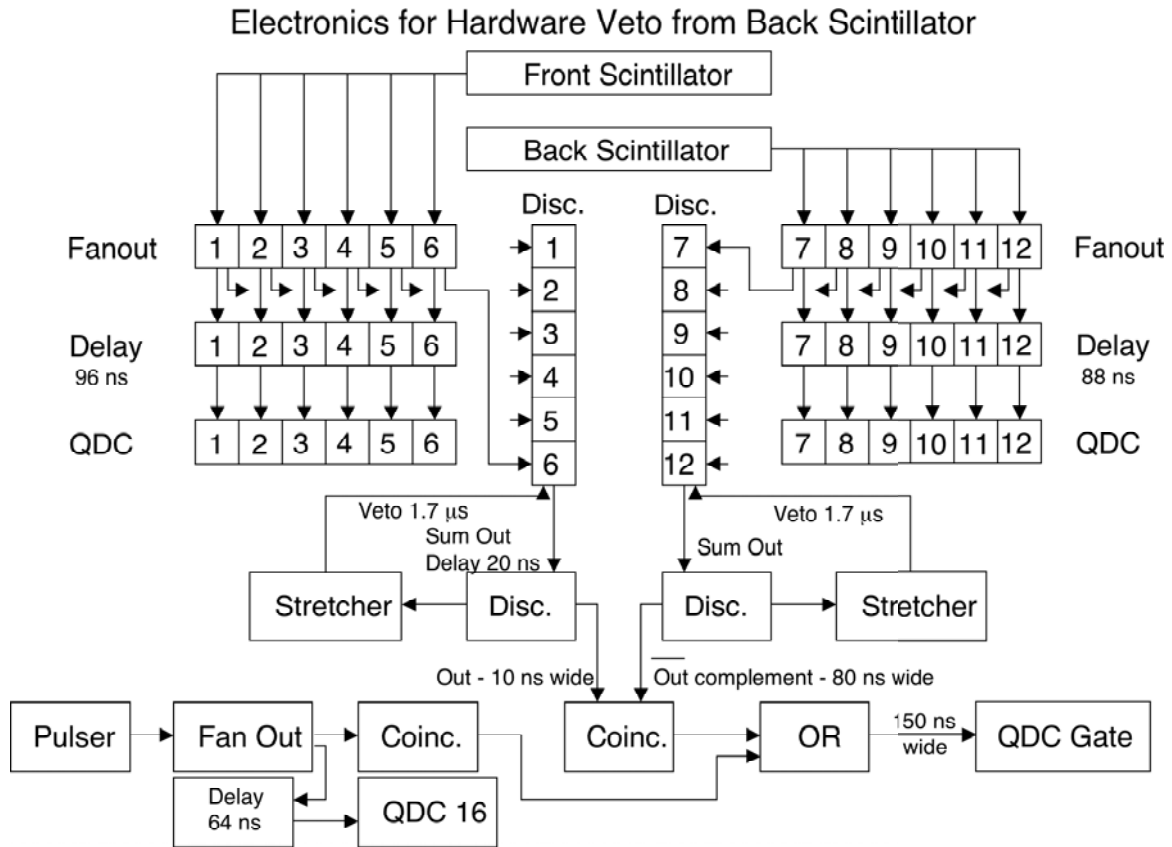 Electronics for Hardware Veto from Back Scintillator
Front Scintillator
Back Scintillator
Disc. Disc.
Fanout 1 2 3 4 5 6 1 7 7 8 9 10 11 12 Fanout
2 8
3 9
Delay 1 2 3 4 5 6 7 8 9 10 11 12 Delay
96 ns 4 10 88 ns
5 11
QDC 1 2 3 4 5 6 7 8 9 10 11 12 QDC
6 12
Veto 1.7 μs Veto 1.7 μs
Sum Out Sum Out
Delay 20 ns
Stretcher Disc. Disc. Stretcher
Out - 10 ns wide Out complement - 80 ns wide
Pulser Fan Out Coinc. Coinc. OR 150 ns QDC Gate
wide
Delay QDC 16
64 ns